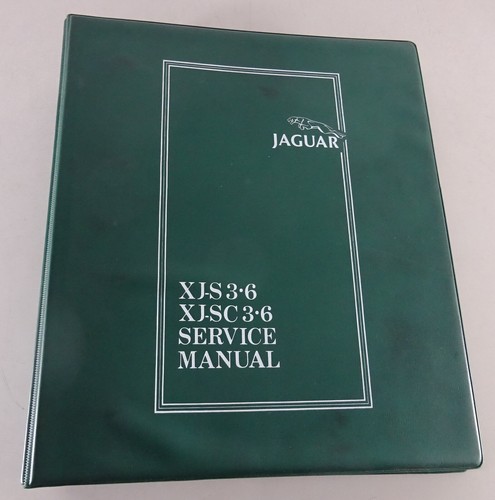 JAGUAR
XJ-S 3·6
XJ-SC 3·6
SERVICE
MANUAL